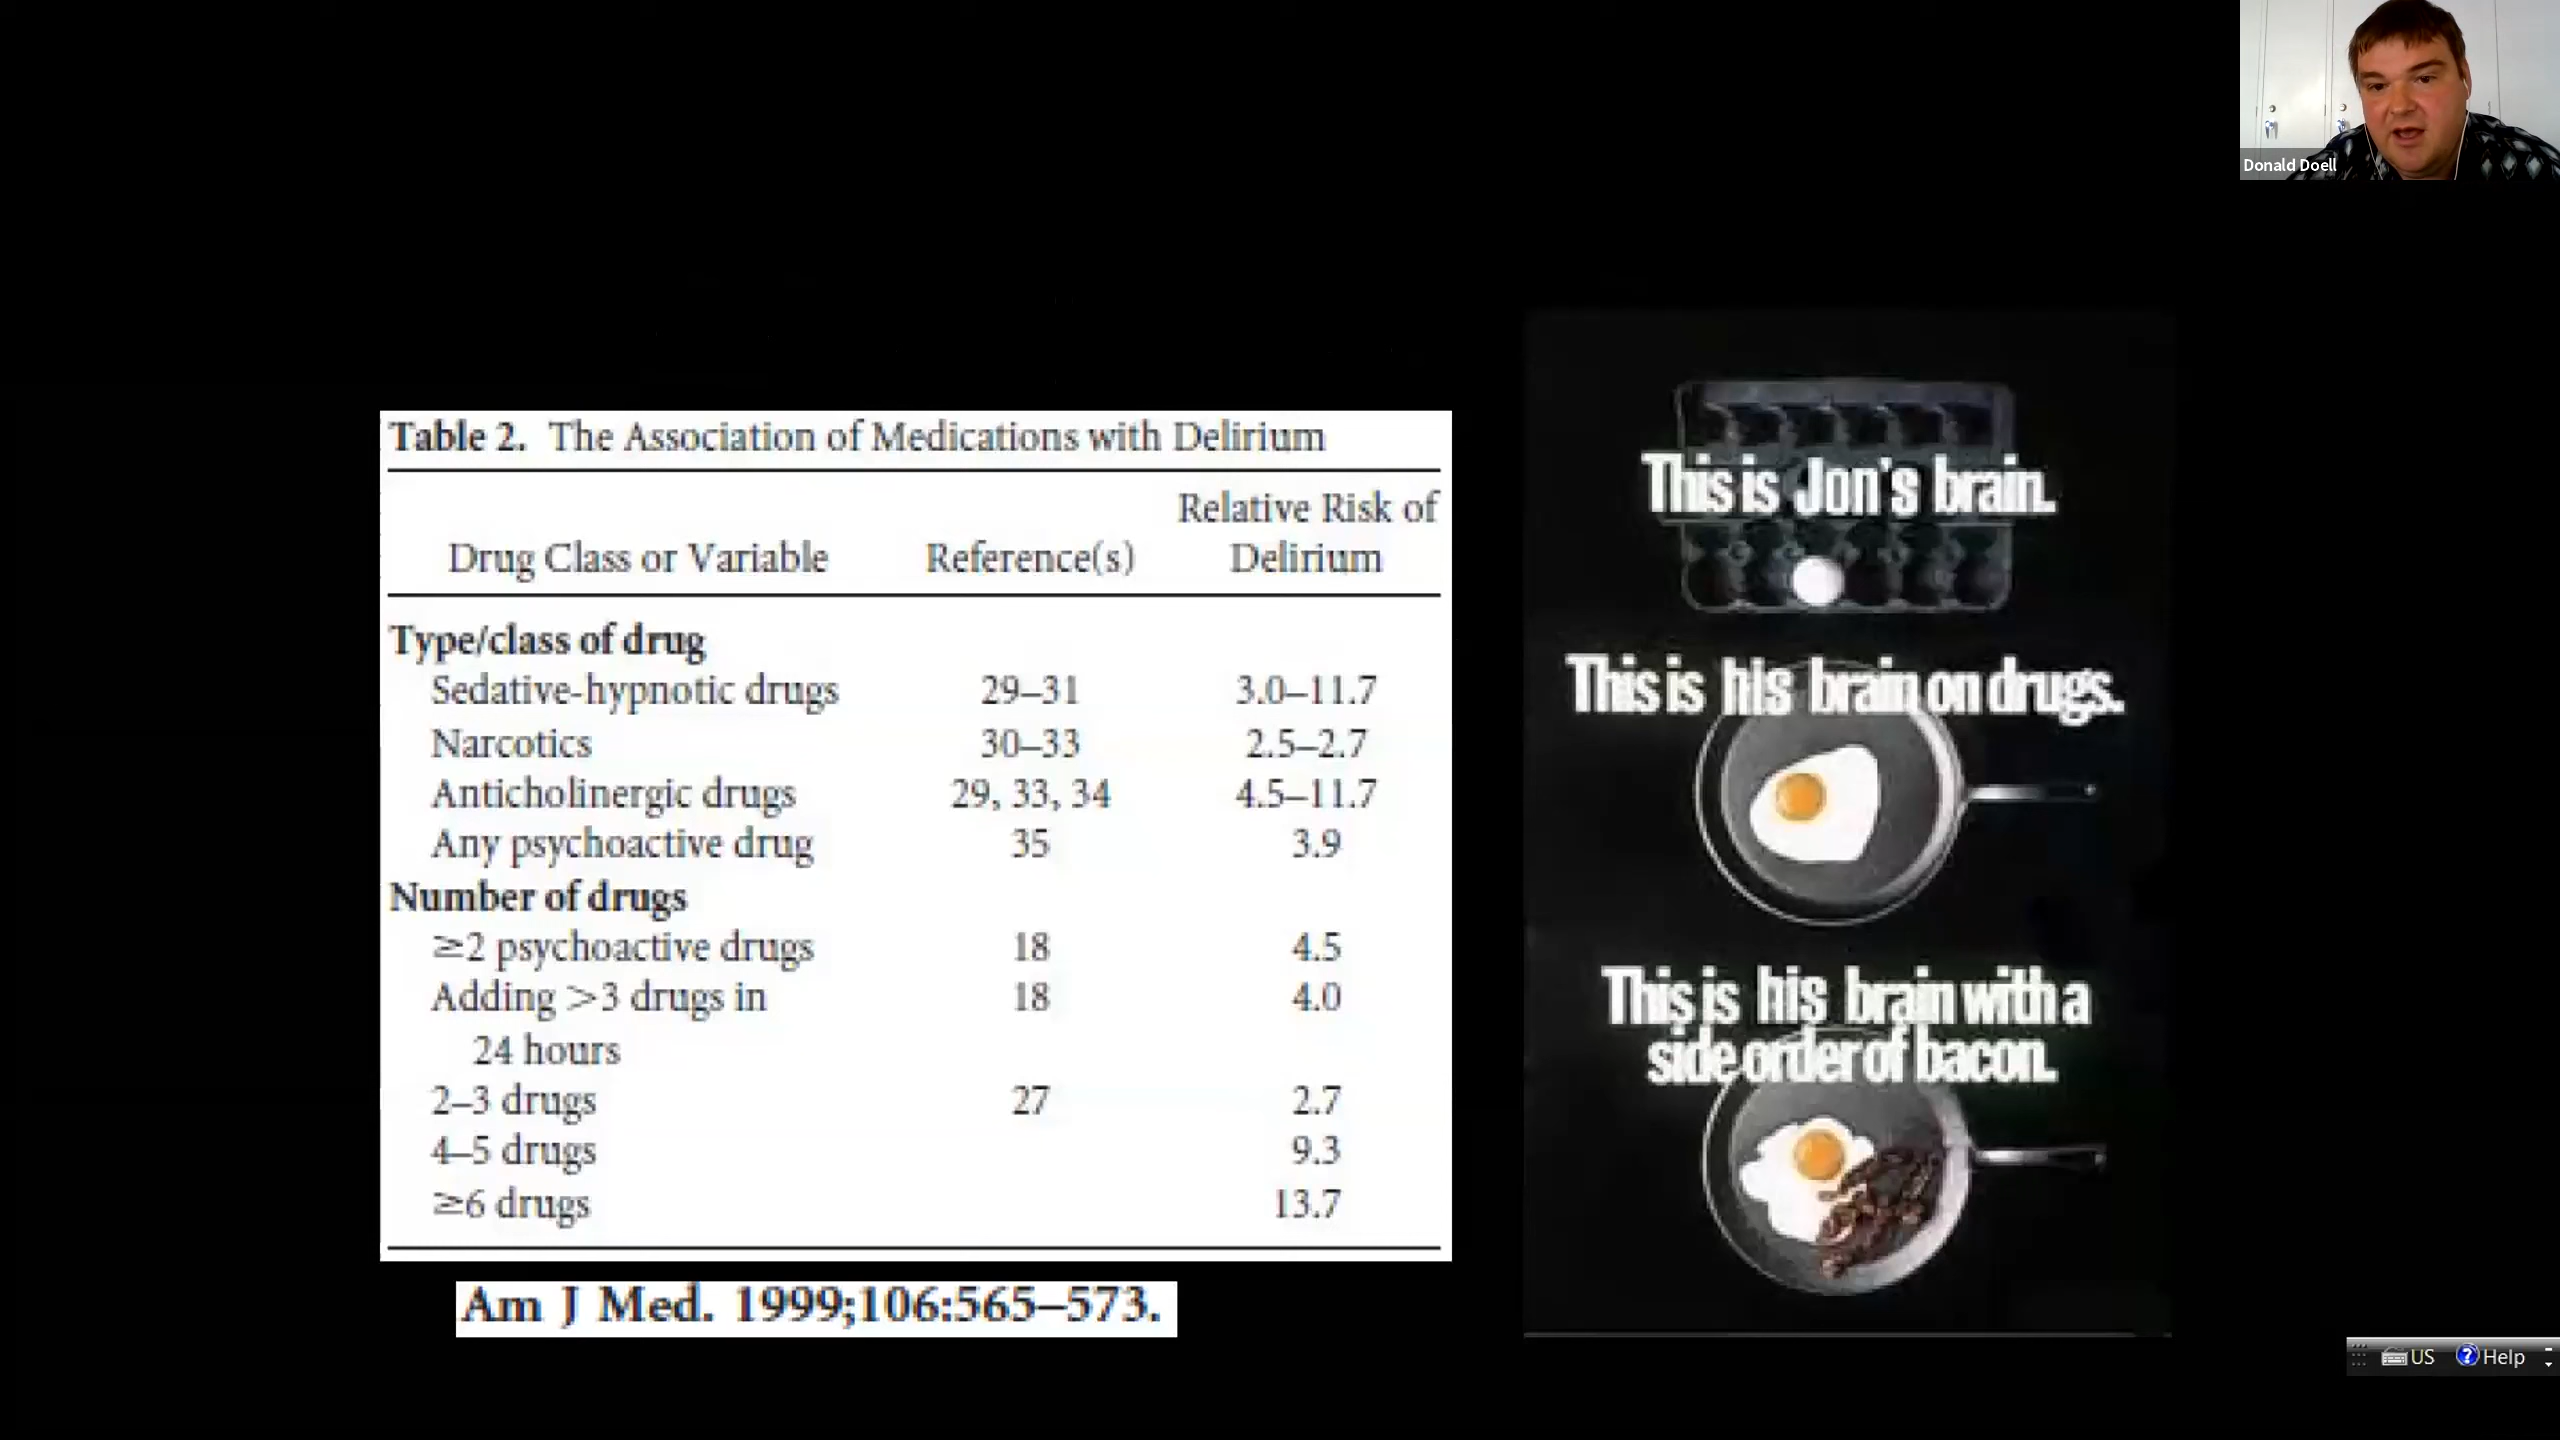 Donald Doell
Table 2. The Association of Medications with Delirium
Relative Risk of
Drug Class or Variable Reference(s) Delirium
Type/class of drug
Sedative-hypnotic drugs 29–31 3.0–11.7
Narcotics 30–33 2.5–2.7
Anticholinergic drugs 29, 33, 34 4.5–11.7
Any psychoactive drug 35 3.9
Number of drugs
≥2 psychoactive drugs 18 4.5
Adding >3 drugs in 18 4.0
24 hours
2–3 drugs 27 2.7
4–5 drugs 9.3
≥6 drugs 13.7
Am J Med. 1999;106:565–573.
This is Jon's brain.
This is his brain on drugs.
This is his brain with a
side order of bacon.
US Help